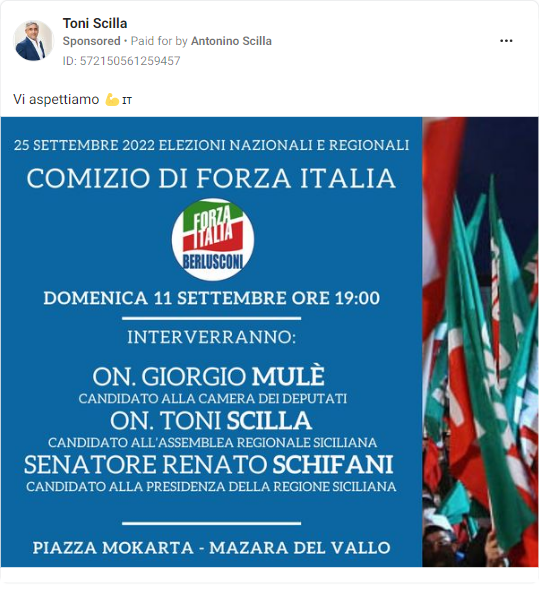 Toni Scilla
Sponsored • Paid for by Antonino Scilla
ID: 572150561259457
Vi aspettiamo 💪 IT
25 SETTEMBRE 2022 ELEZIONI NAZIONALI E REGIONALI
COMIZIO DI FORZA ITALIA
FORZA
ITALIA
BERLUSCONI
DOMENICA 11 SETTEMBRE ORE 19:00
INTERVERRANNO:
ON. GIORGIO MULÈ
CANDIDATO ALLA CAMERA DEI DEPUTATI
ON. TONI SCILLA
CANDIDATO ALL'ASSEMBLEA REGIONALE SICILIANA
SENATORE RENATO SCHIFANI
CANDIDATO ALLA PRESIDENZA DELLA REGIONE SICILIANA
PIAZZA MOKARTA - MAZARA DEL VALLO